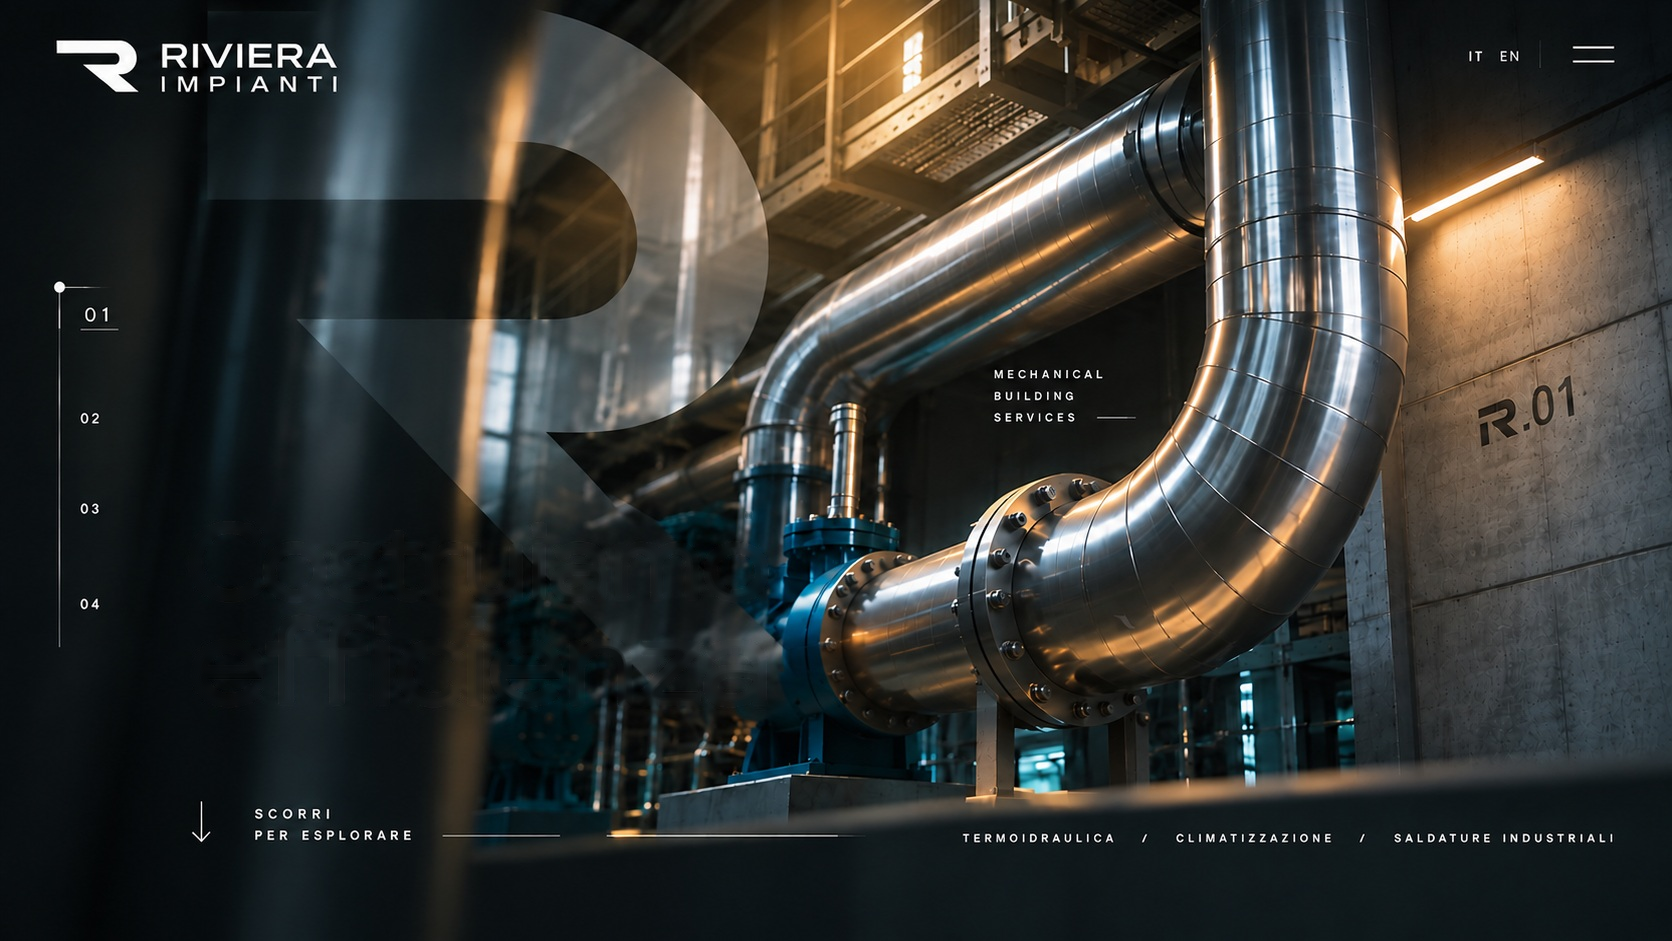 RIVIERA
IMPIANTI
IT EN
01
02
03
04
MECHANICAL
BUILDING
SERVICES
R.01
SCORRI
PER ESPLORARE
TERMOIDRAULICA / CLIMATIZZAZIONE / SALDATURE INDUSTRIALI